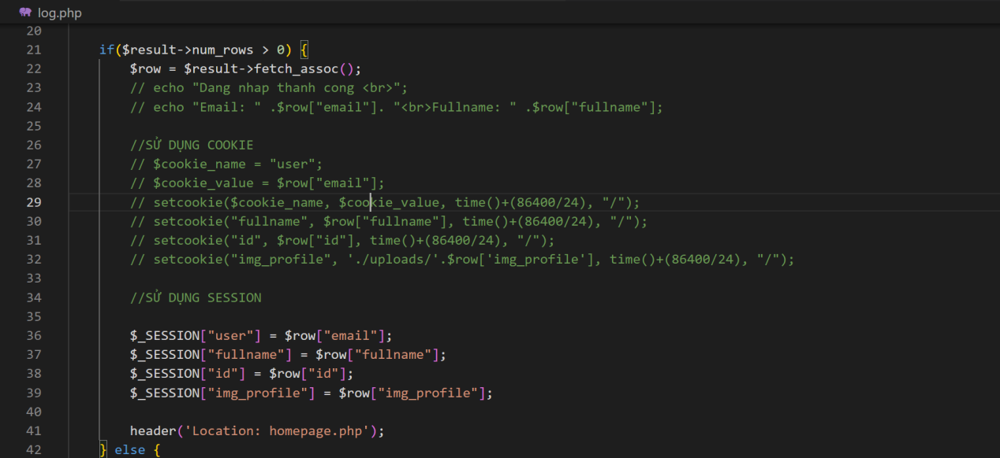 log.php
20
21 if($result->num_rows > 0) {
22 $row = $result->fetch_assoc();
23 // echo "Dang nhap thanh cong <br>";
24 // echo "Email: " .$row["email"]. "<br>Fullname: " .$row["fullname"];
25
26 //SỬ DỤNG COOKIE
27 // $cookie_name = "user";
28 // $cookie_value = $row["email"];
29 // setcookie($cookie_name, $cookie_value, time()+(86400/24), "/");
30 // setcookie("fullname", $row["fullname"], time()+(86400/24), "/");
31 // setcookie("id", $row["id"], time()+(86400/24), "/");
32 // setcookie("img_profile", './uploads/'.$row['img_profile'], time()+(86400/24), "/");
33
34 //SỬ DỤNG SESSION
35
36 $_SESSION["user"] = $row["email"];
37 $_SESSION["fullname"] = $row["fullname"];
38 $_SESSION["id"] = $row["id"];
39 $_SESSION["img_profile"] = $row["img_profile"];
40
41 header('Location: homepage.php');
42 } else {